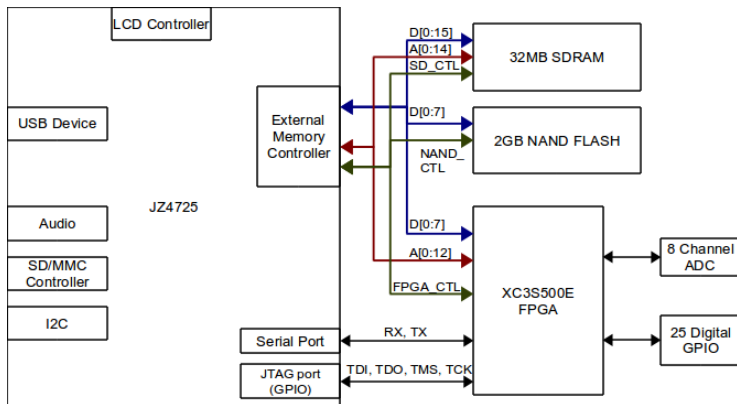 LCD Controller
D[0:15]
A[0:14]
SD_CTL
32MB SDRAM
USB Device
External
Memory
Controller
D[0:7]
2GB NAND FLASH
NAND_
CTL
JZ4725
Audio
SD/MMC
Controller
I2C
D[0:7]
A[0:12]
FPGA_CTL
XC3S500E
FPGA
8 Channel
ADC
25 Digital
GPIO
Serial Port
RX, TX
JTAG port
(GPIO)
TDI, TDO, TMS, TCK